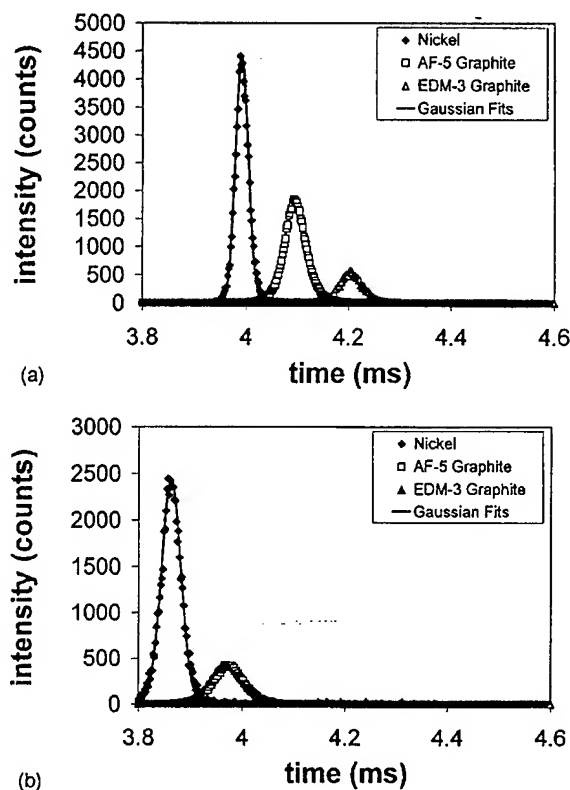 5000
4500
4000
3500
3000
2500
2000
1500
1000
500
0
intensity (counts)
Nickel
AF-5 Graphite
EDM-3 Graphite
Gaussian Fits
3.8 4 4.2 4.4 4.6
time (ms)
(a)
3000
2500
2000
1500
1000
500
0
intensity (counts)
Nickel
AF-5 Graphite
EDM-3 Graphite
Gaussian Fits
3.8 4 4.2 4.4 4.6
time (ms)
(b)